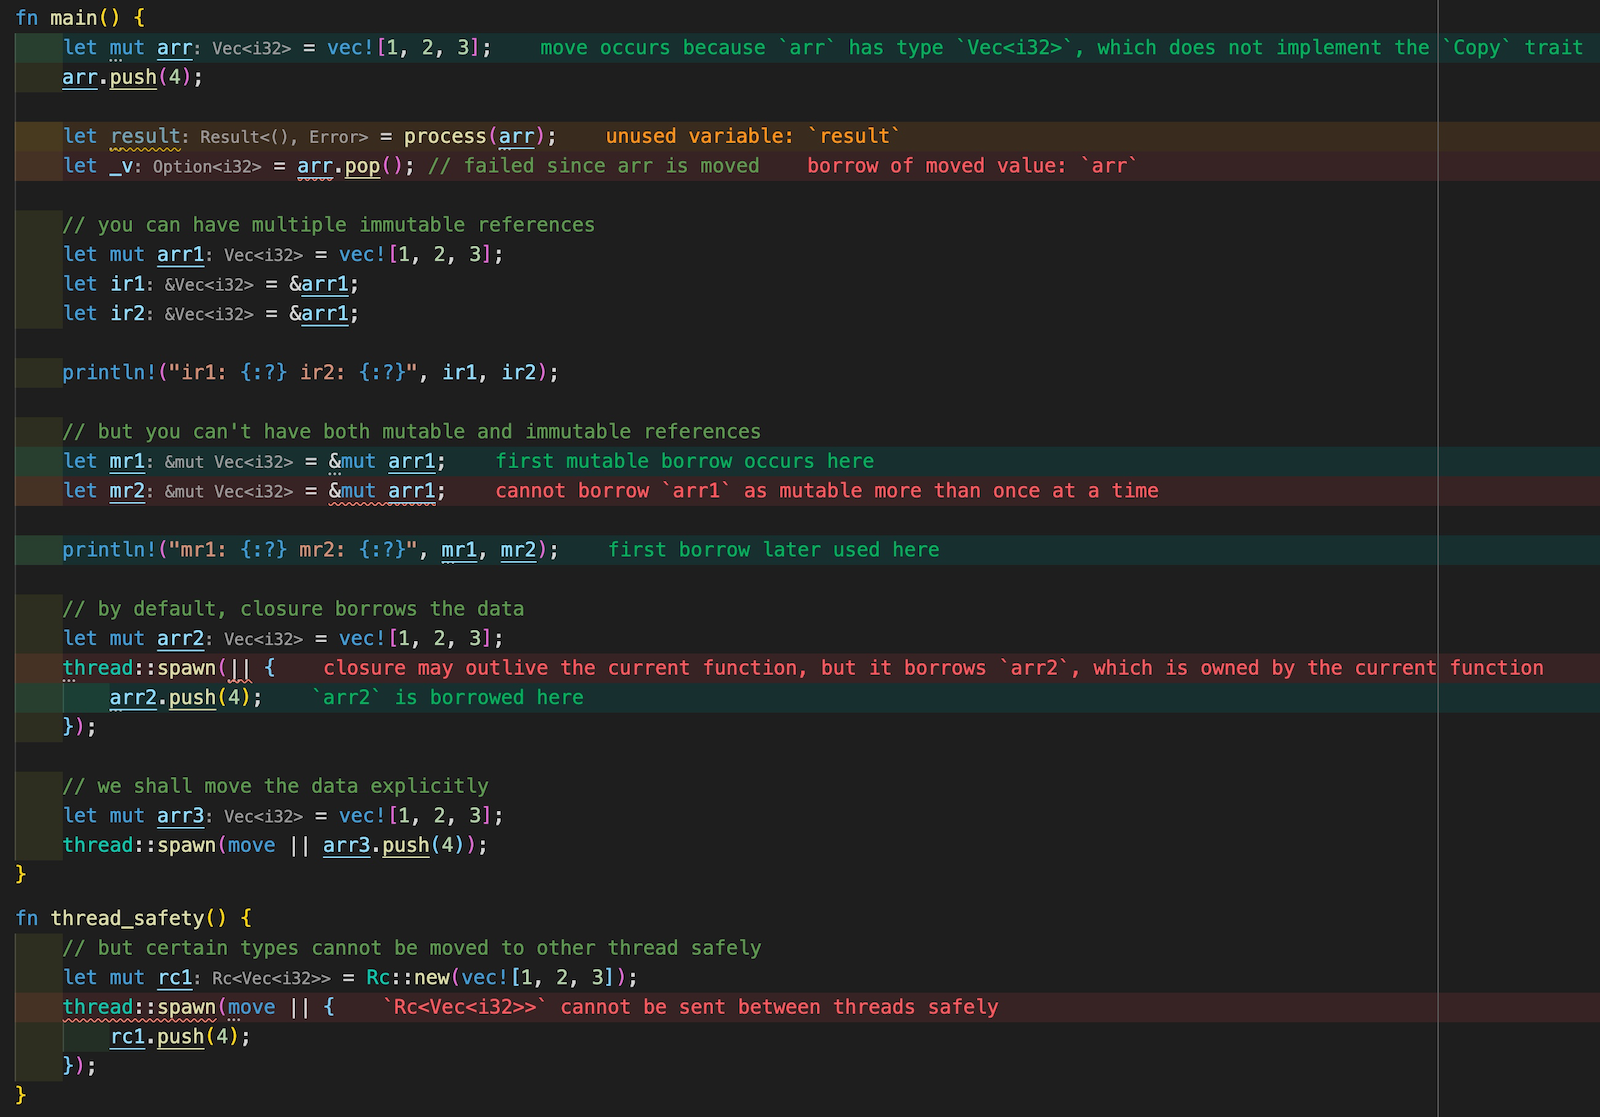 fn main() {
let mut arr: Vec<i32> = vec![1, 2, 3]; move occurs because `arr` has type `Vec<i32>`, which does not implement the `Copy` trait
arr.push(4);
let result: Result<(), Error> = process(arr); unused variable: `result`
let _v: Option<i32> = arr.pop(); // failed since arr is moved borrow of moved value: `arr`
// you can have multiple immutable references
let mut arr1: Vec<i32> = vec![1, 2, 3];
let ir1: &Vec<i32> = &arr1;
let ir2: &Vec<i32> = &arr1;
println!("ir1: {:?} ir2: {:?}", ir1, ir2);
// but you can't have both mutable and immutable references
let mr1: &mut Vec<i32> = &mut arr1; first mutable borrow occurs here
let mr2: &mut Vec<i32> = &mut arr1; cannot borrow `arr1` as mutable more than once at a time
println!("mr1: {:?} mr2: {:?}", mr1, mr2); first borrow later used here
// by default, closure borrows the data
let mut arr2: Vec<i32> = vec![1, 2, 3];
thread::spawn(|| { closure may outlive the current function, but it borrows `arr2`, which is owned by the current function
arr2.push(4); `arr2` is borrowed here
});
// we shall move the data explicitly
let mut arr3: Vec<i32> = vec![1, 2, 3];
thread::spawn(move || arr3.push(4));
}
fn thread_safety() {
// but certain types cannot be moved to other thread safely
let mut rc1: Rc<Vec<i32>> = Rc::new(vec![1, 2, 3]);
thread::spawn(move || { `Rc<Vec<i32>>` cannot be sent between threads safely
rc1.push(4);
});
}